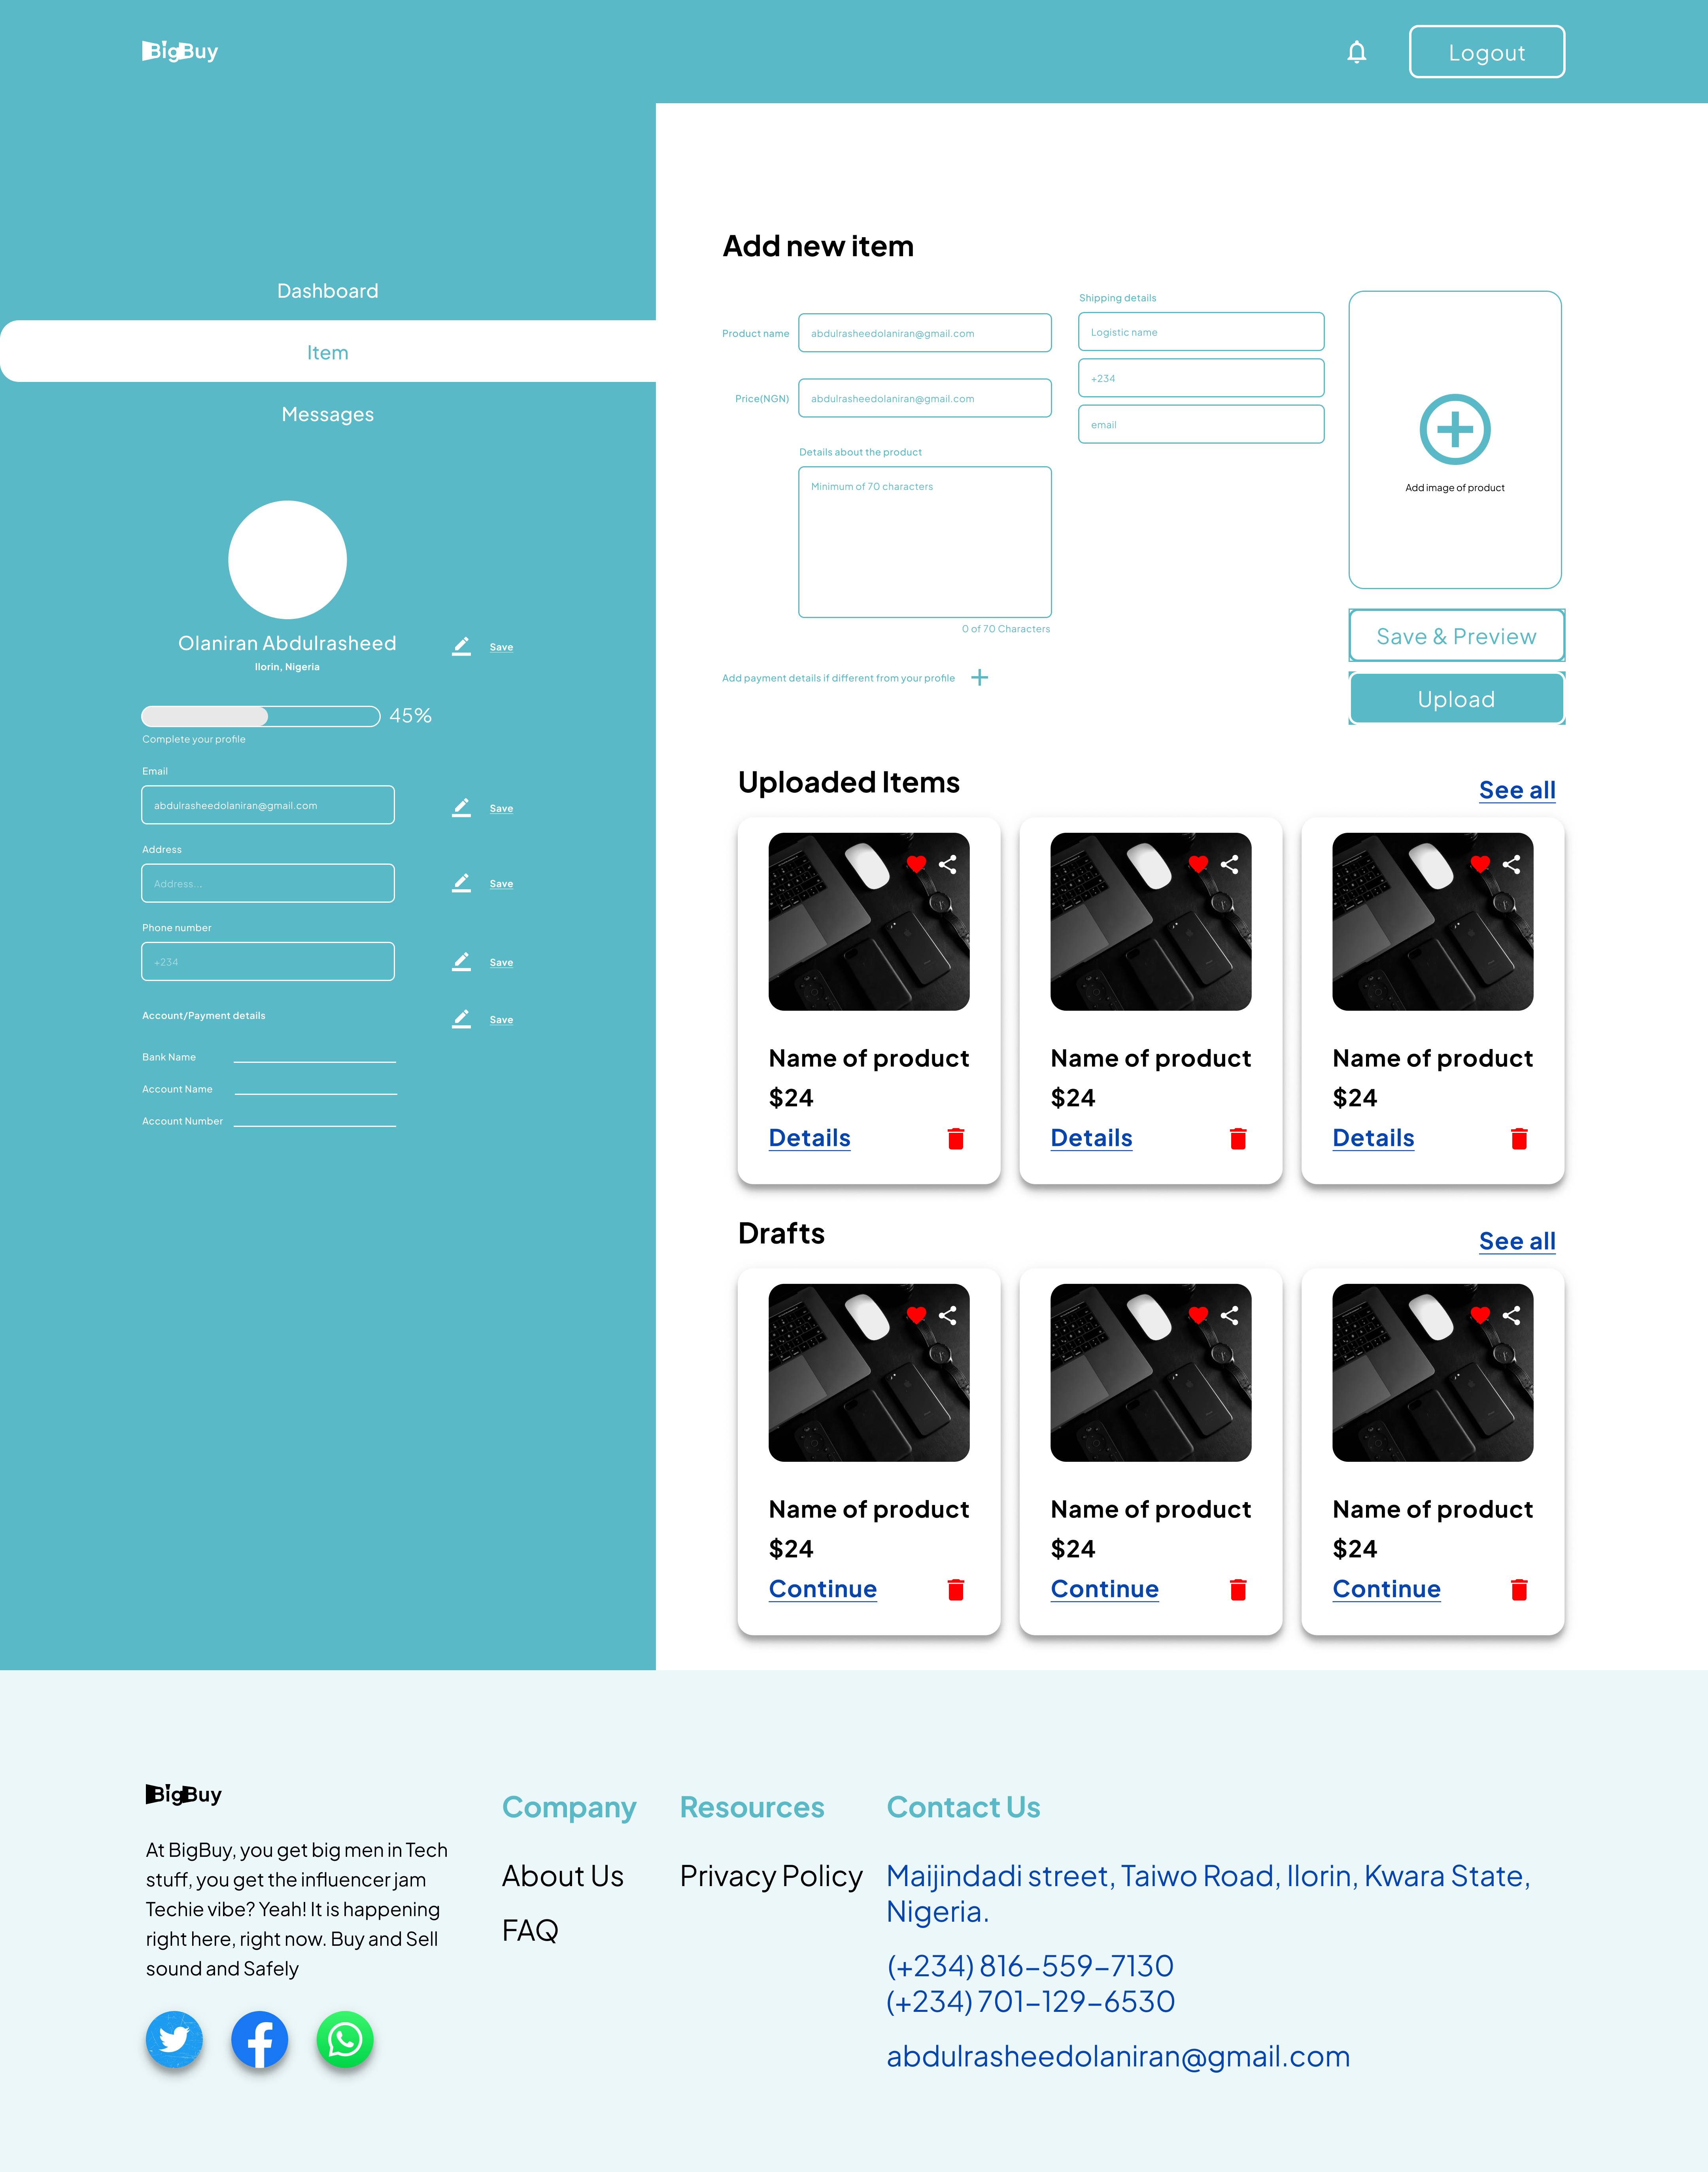 BigBuy
Logout
Dashboard
Item
Messages
Olaniran Abdulrasheed
Save
Ilorin, Nigeria
45%
Complete your profile
Email
abdulrasheedolaniran@gmail.com
Save
Address
Address...
Save
Phone number
+234
Save
Account/Payment details
Save
Bank Name
Account Name
Account Number
Add new item
Product name
abdulrasheedolaniran@gmail.com
Price(NGN)
abdulrasheedolaniran@gmail.com
Details about the product
Minimum of 70 characters
0 of 70 Characters
Add payment details if different from your profile
Shipping details
Logistic name
+234
email
Add image of product
Save & Preview
Upload
Uploaded Items
See all
Name of product
$24
Details
Name of product
$24
Details
Name of product
$24
Details
Drafts
See all
Name of product
$24
Continue
Name of product
$24
Continue
Name of product
$24
Continue
BigBuy
At BigBuy, you get big men in Tech
stuff, you get the influencer jam
Techie vibe? Yeah! It is happening
right here, right now. Buy and Sell
sound and Safely
Company
About Us
FAQ
Resources
Privacy Policy
Contact Us
Maijindadi street, Taiwo Road, Ilorin, Kwara State,
Nigeria.
(+234) 816-559-7130
(+234) 701-129-6530
abdulrasheedolaniran@gmail.com